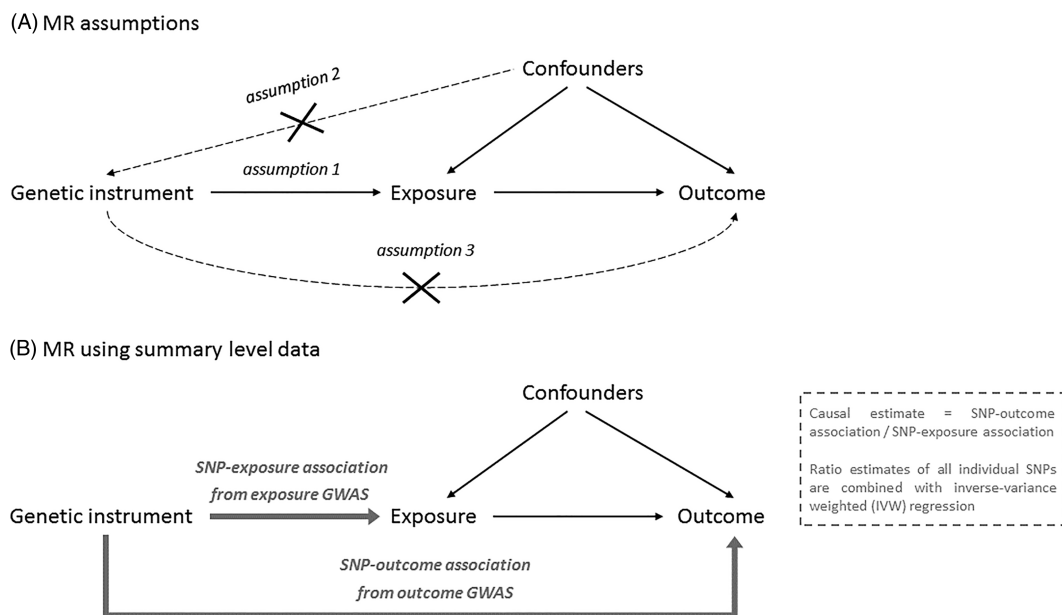 (A) MR assumptions
Confounders
assumption 2
assumption 1
Genetic instrument
Exposure
Outcome
assumption 3
(B) MR using summary level data
Confounders
SNP-exposure association
from exposure GWAS
Genetic instrument
Exposure
Outcome
SNP-outcome association
from outcome GWAS
Causal estimate = SNP-outcome
association / SNP-exposure association
Ratio estimates of all individual SNPs
are combined with inverse-variance
weighted (IVW) regression